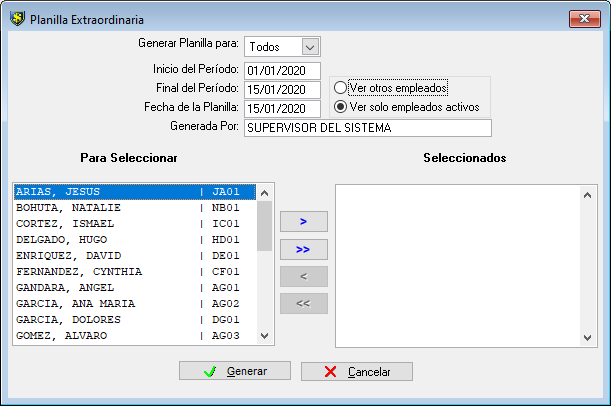 Planilla Extraordinaria
Generar Planilla para: Todos
Inicio del Período: 01/01/2020
Final del Período: 15/01/2020
Ver otros empleados
Fecha de la Planilla: 15/01/2020
Ver solo empleados activos
Generada Por: SUPERVISOR DEL SISTEMA
Para Seleccionar
Seleccionados
ARIAS, JESUS | JA01
BOHUTA, NATALIE | NB01
CORTEZ, ISMAEL | IC01
DELGADO, HUGO | HD01
ENRIQUEZ, DAVID | DE01
FERNANDEZ, CYNTHIA | CF01
GANDARA, ANGEL | AG01
GARCIA, ANA MARIA | AG02
GARCIA, DOLORES | DG01
GOMEZ, ALVARO | AG03
>
>>
<
<<
Generar
Cancelar